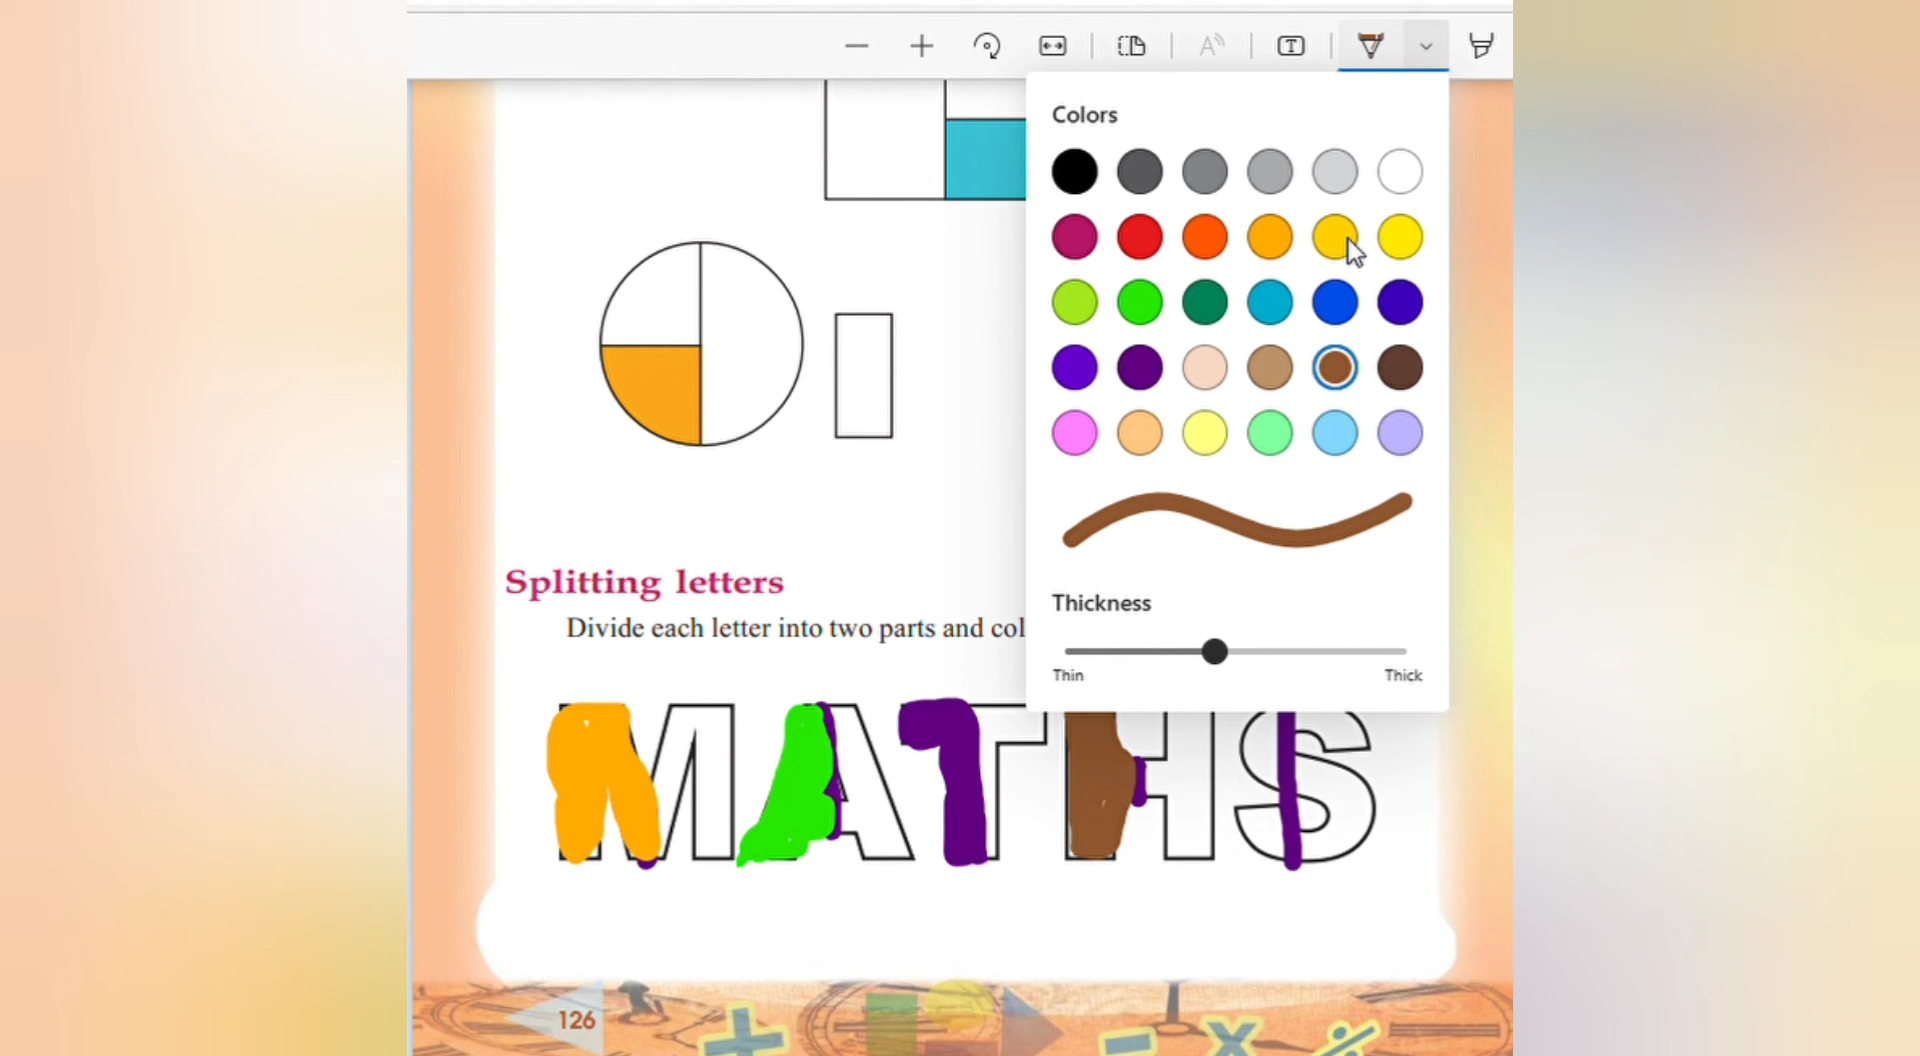 Colors
Splitting letters
Divide each letter into two parts and col
Thickness
Thin Thick
MATHS
126